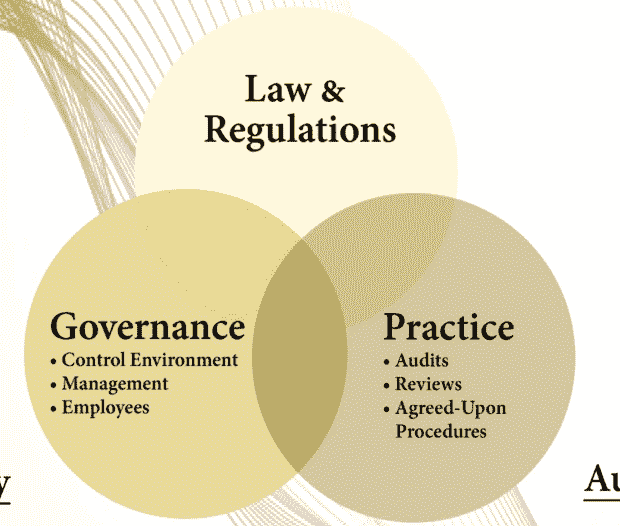 Law &
Regulations
Governance
• Control Environment
• Management
• Employees
Practice
• Audits
• Reviews
• Agreed-Upon
Procedures